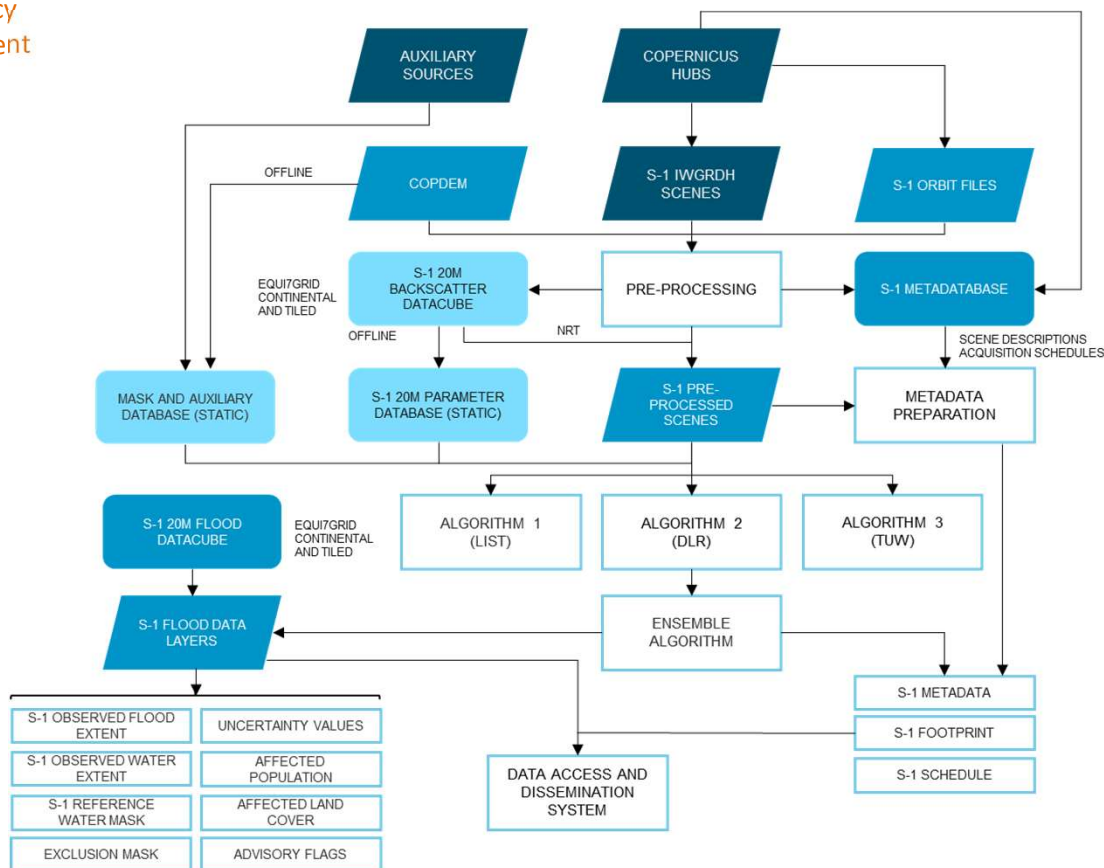 AUXILIARY
SOURCES
COPERNICUS
HUBS
OFFLINE
COPDEM
S-1 IWGRDH
SCENES
S-1 ORBIT FILES
EQUI7GRID
CONTINENTAL
AND TILED
S-1 20M
BACKSCATTER
DATACUBE
PRE-PROCESSING
S-1 METADATABASE
OFFLINE
NRT
SCENE DESCRIPTIONS
ACQUISITION SCHEDULES
MASK AND AUXILIARY
DATABASE (STATIC)
S-1 20M PARAMETER
DATABASE (STATIC)
S-1 PRE-
PROCESSED
SCENES
METADATA
PREPARATION
S-1 20M FLOOD
DATACUBE
EQUI7GRID
CONTINENTAL
AND TILED
ALGORITHM 1
(LIST)
ALGORITHM 2
(DLR)
ALGORITHM 3
(TUW)
S-1 FLOOD DATA
LAYERS
ENSEMBLE
ALGORITHM
S-1 METADATA
S-1 FOOTPRINT
S-1 SCHEDULE
S-1 OBSERVED FLOOD
EXTENT
UNCERTAINTY VALUES
S-1 OBSERVED WATER
EXTENT
AFFECTED
POPULATION
S-1 REFERENCE
WATER MASK
AFFECTED LAND
COVER
EXCLUSION MASK
ADVISORY FLAGS
DATA ACCESS AND
DISSEMINATION
SYSTEM